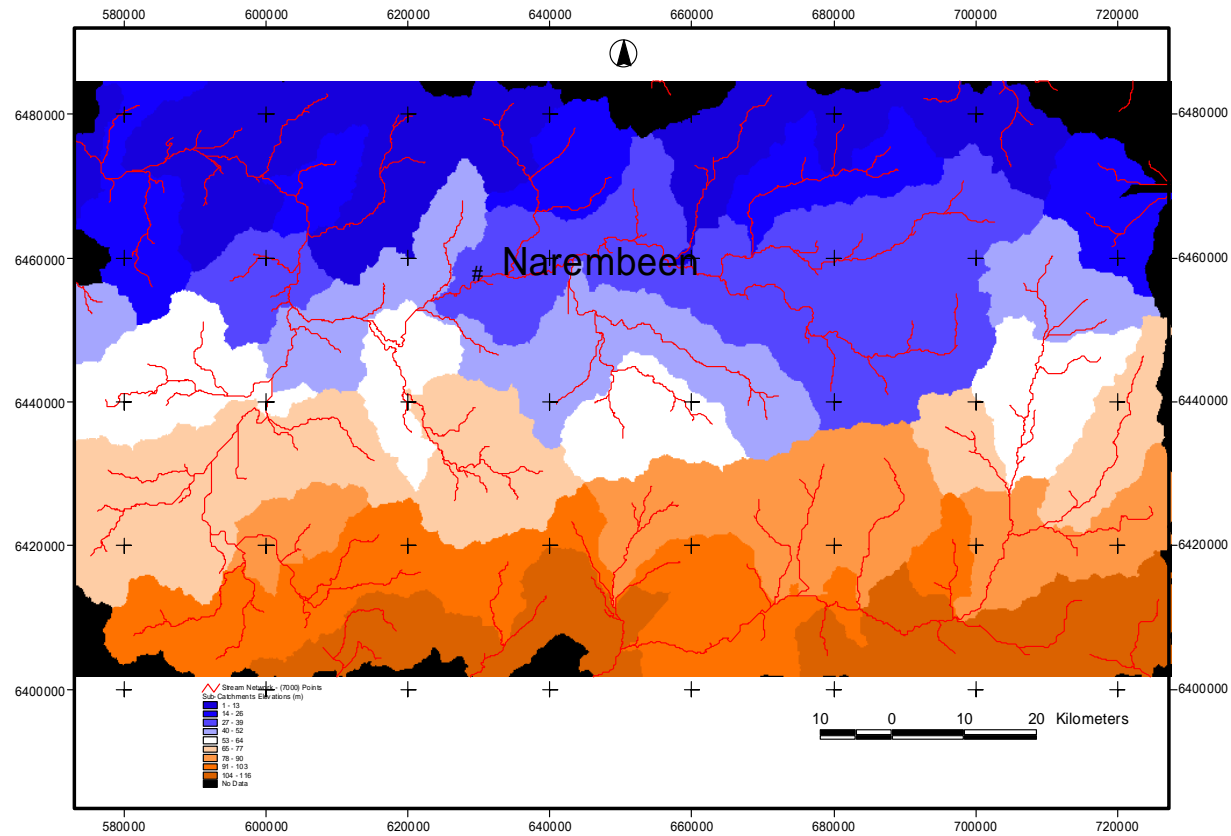 580000 600000 620000 640000 660000 680000 700000 720000
6480000 6480000
# Narembeen
6460000 6460000
6440000 6440000
6420000 6420000
6400000 6400000
Stream Network - (7000) Points
Sub-Catchments Elevations (m)
1 - 13
14 - 26
27 - 39
40 - 52
53 - 64
65 - 77
78 - 90
91 - 103
104 - 116
No Data
10 0 10 20 Kilometers
580000 600000 620000 640000 660000 680000 700000 720000